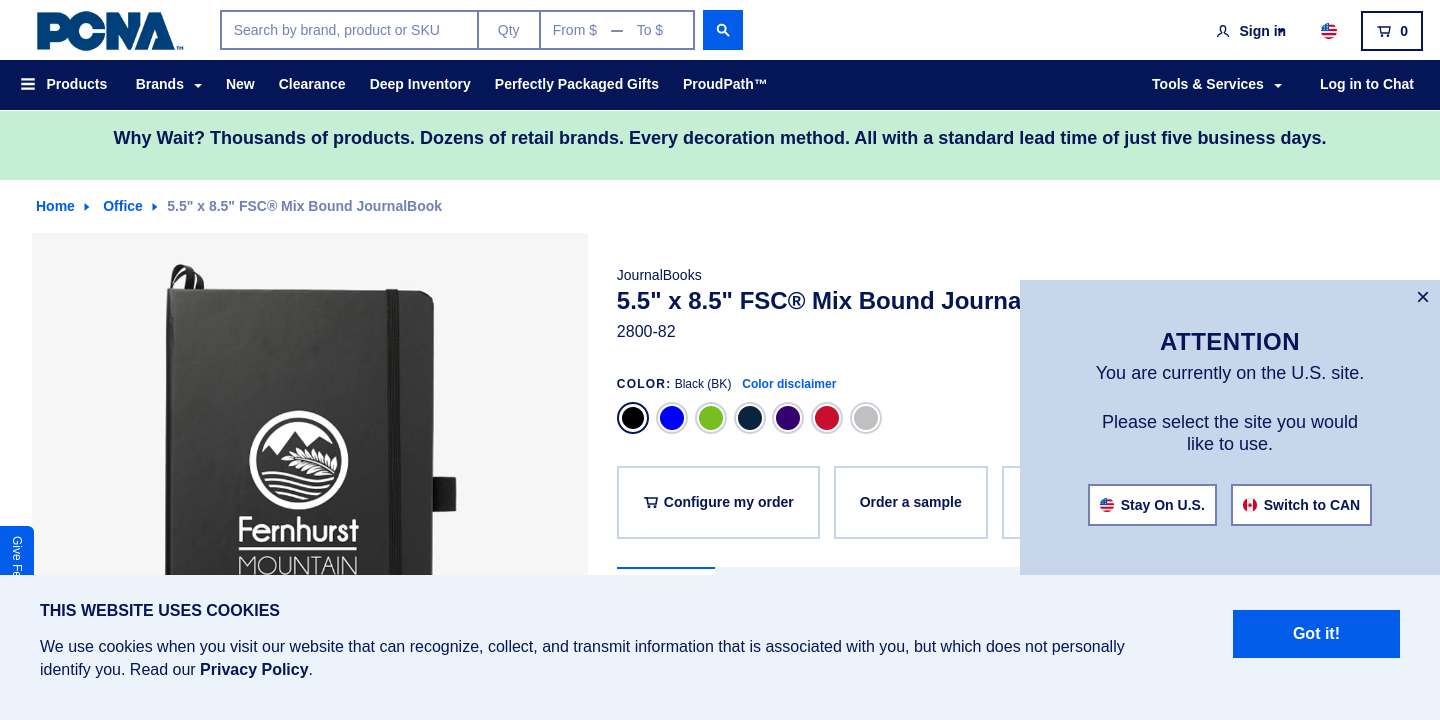 PCNA™
Search by brand, product or SKU
Qty
From $ — To $
Sign in
0
Products
Brands
New
Clearance
Deep Inventory
Perfectly Packaged Gifts
ProudPath™
Tools & Services
Log in to Chat
Why Wait? Thousands of products. Dozens of retail brands. Every decoration method. All with a standard lead time of just five business days.
Home
Office
5.5" x 8.5" FSC® Mix Bound JournalBook
Fernhurst
MOUNTAIN
JournalBooks
5.5" x 8.5" FSC® Mix Bound Journa
2800-82
COLOR: Black (BK) Color disclaimer
Configure my order
Order a sample
×
ATTENTION
You are currently on the U.S. site.
Please select the site you would
like to use.
Stay On U.S.
Switch to CAN
Give Fe
THIS WEBSITE USES COOKIES
We use cookies when you visit our website that can recognize, collect, and transmit information that is associated with you, but which does not personally
identify you. Read our Privacy Policy.
Got it!